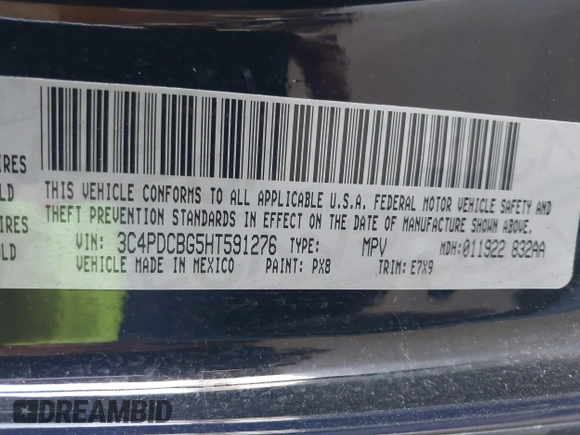 IRES
THIS VEHICLE CONFORMS TO ALL APPLICABLE U.S.A. FEDERAL MOTOR VEHICLE SAFETY AND
OLD
THEFT PREVENTION STANDARDS IN EFFECT ON THE DATE OF MANUFACTURE SHOWN ABOVE.
IRES
VIN: 3C4PDCBG5HT591276 TYPE: MPV MDH:011922 832AA
OLD
VEHICLE MADE IN MEXICO PAINT: PX8 TRIM: E7X9
DREAMBID